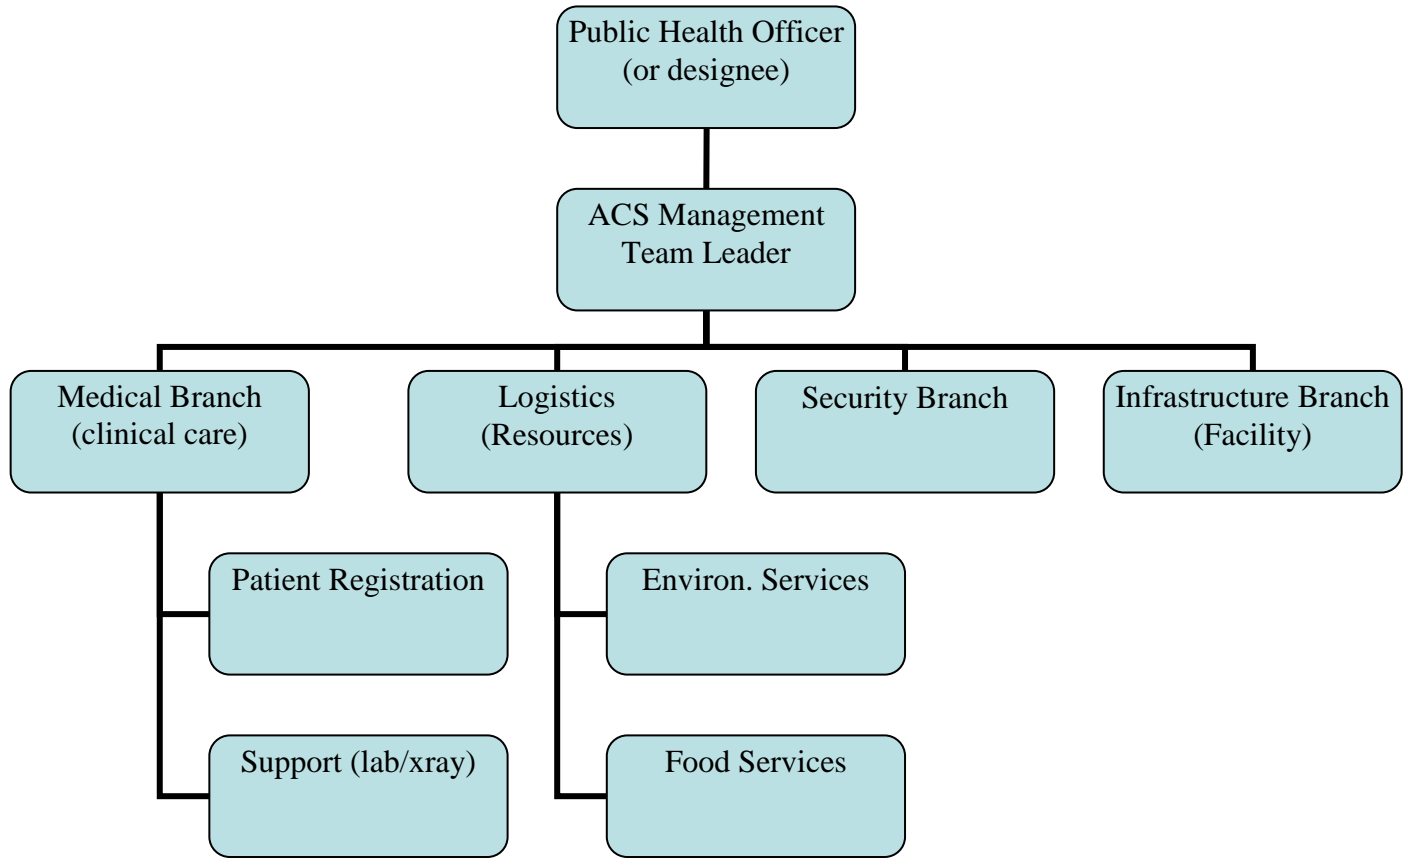 Public Health Officer
(or designee)
ACS Management
Team Leader
Medical Branch
(clinical care)
Logistics
(Resources)
Security Branch
Infrastructure Branch
(Facility)
Patient Registration
Environ. Services
Support (lab/xray)
Food Services